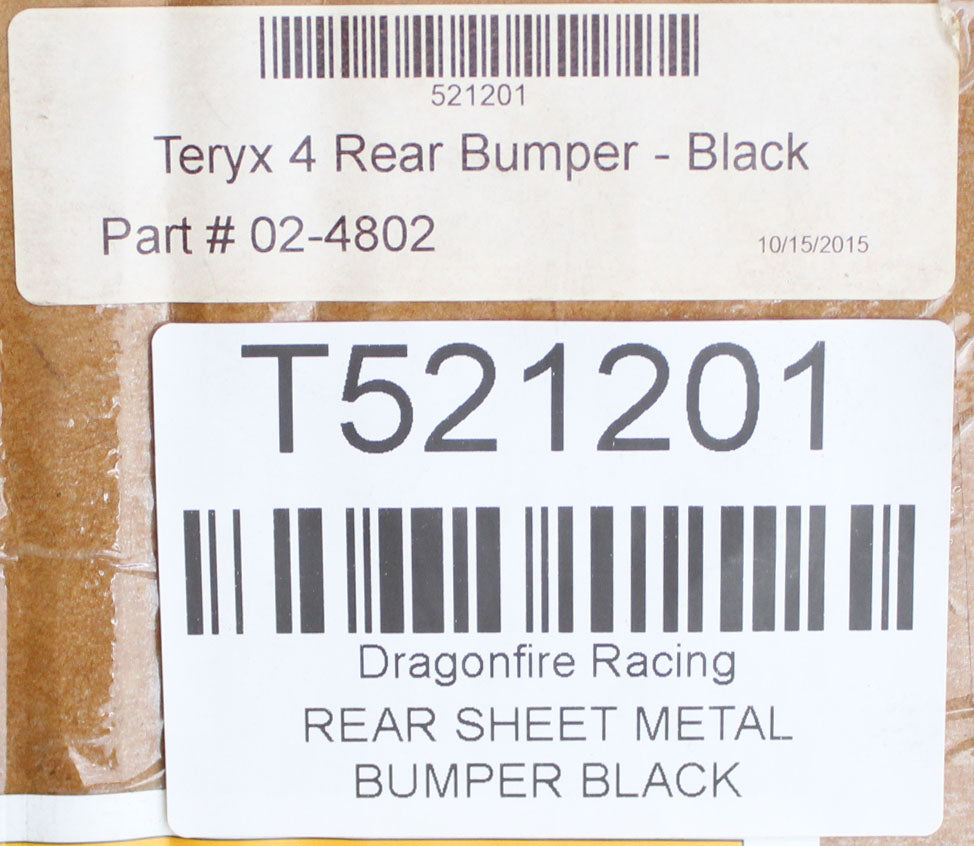 521201
Teryx 4 Rear Bumper - Black
Part # 02-4802
10/15/2015
T521201
Dragonfire Racing
REAR SHEET METAL
BUMPER BLACK